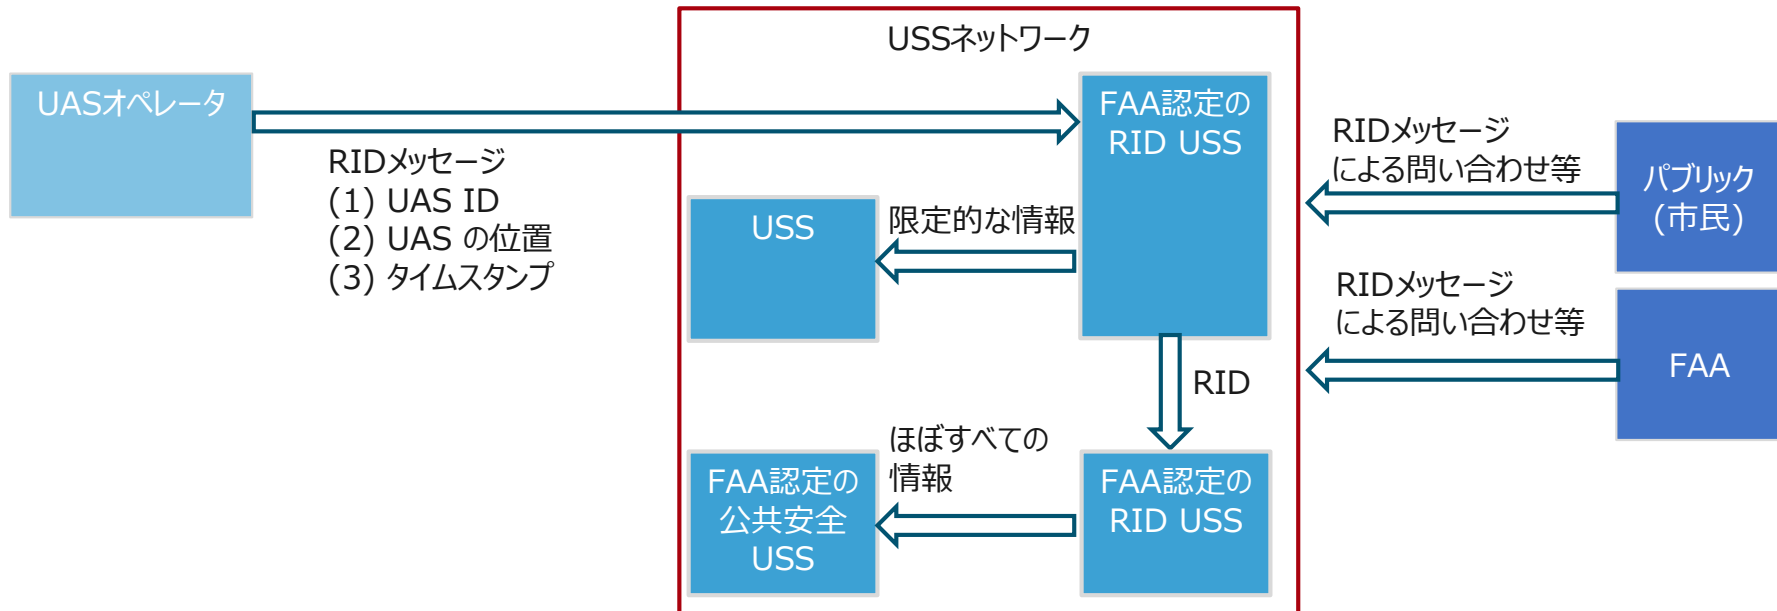 USSネットワーク
UASオペレータ
RIDメッセージ
(1) UAS ID
(2) UAS の位置
(3) タイムスタンプ
FAA認定の
RID USS
USS
限定的な情報
RID
ほぼすべての
情報
FAA認定の
公共安全
USS
FAA認定の
RID USS
RIDメッセージ
による問い合わせ等
パブリック
(市民)
RIDメッセージ
による問い合わせ等
FAA